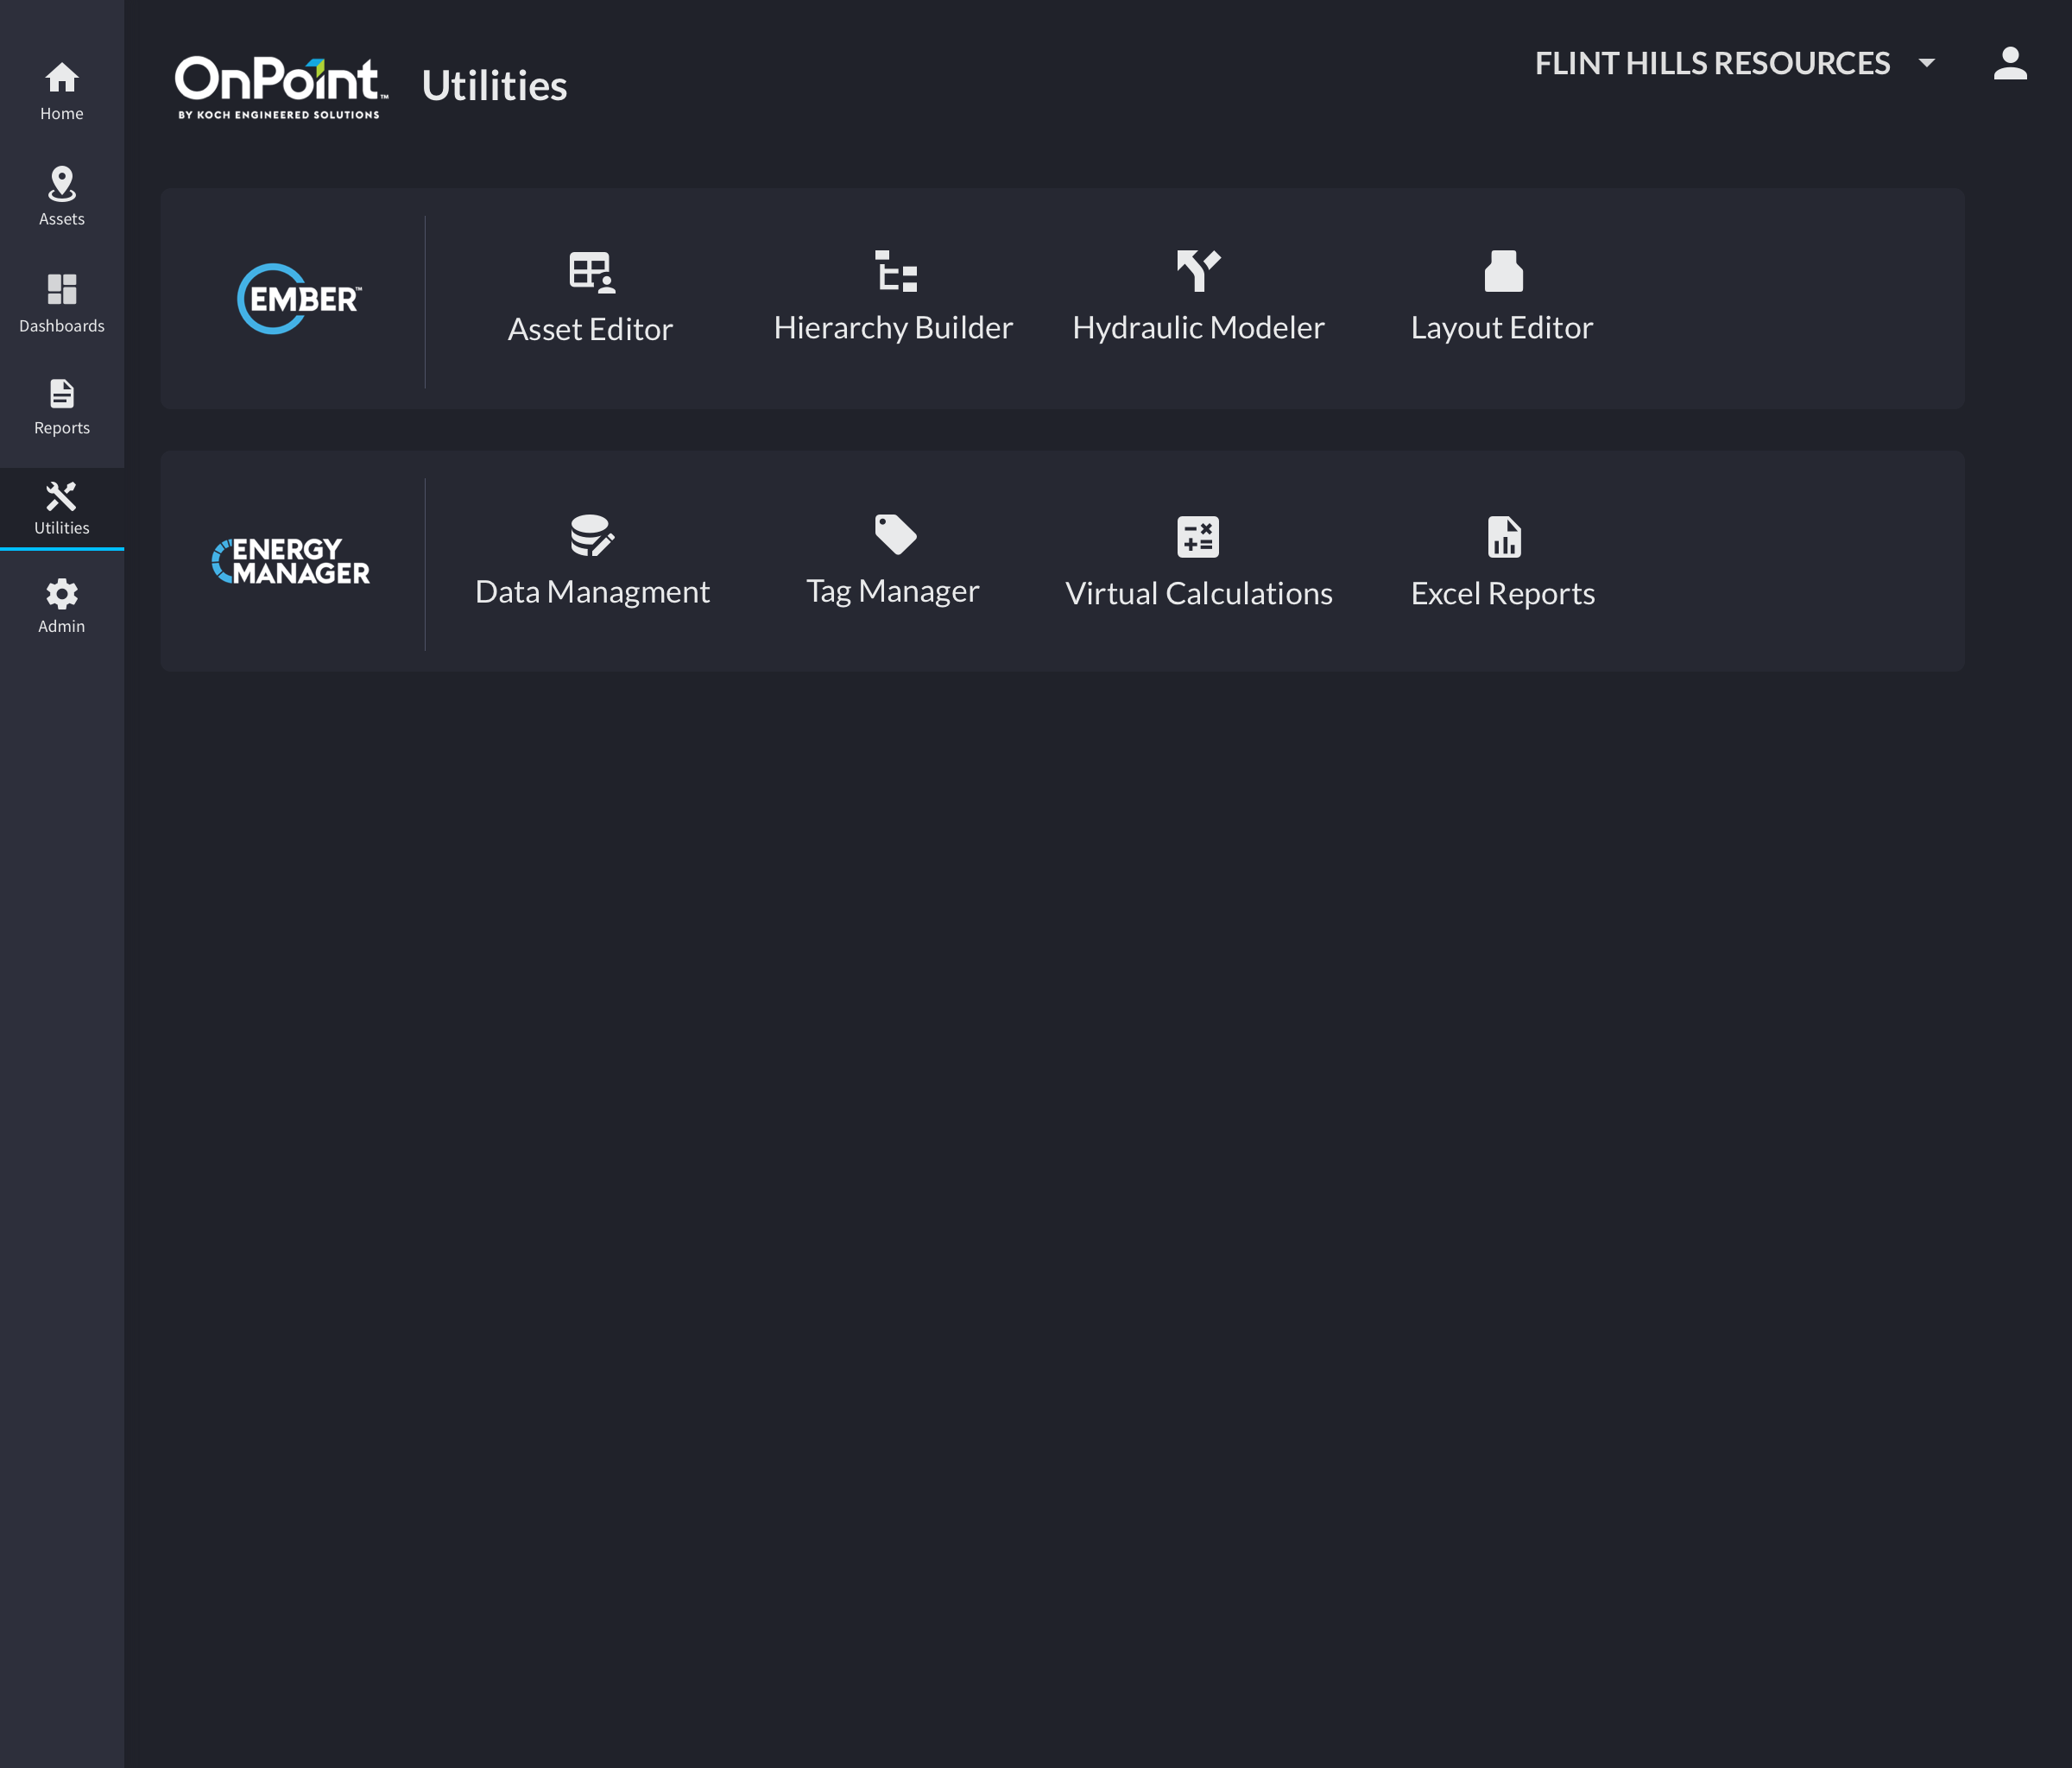 Home
Assets
Dashboards
Reports
Utilities
Admin
OnPoint™
BY KOCH ENGINEERED SOLUTIONS
Utilities
FLINT HILLS RESOURCES
EMBER™
Asset Editor
Hierarchy Builder
Hydraulic Modeler
Layout Editor
ENERGY
MANAGER
Data Managment
Tag Manager
Virtual Calculations
Excel Reports